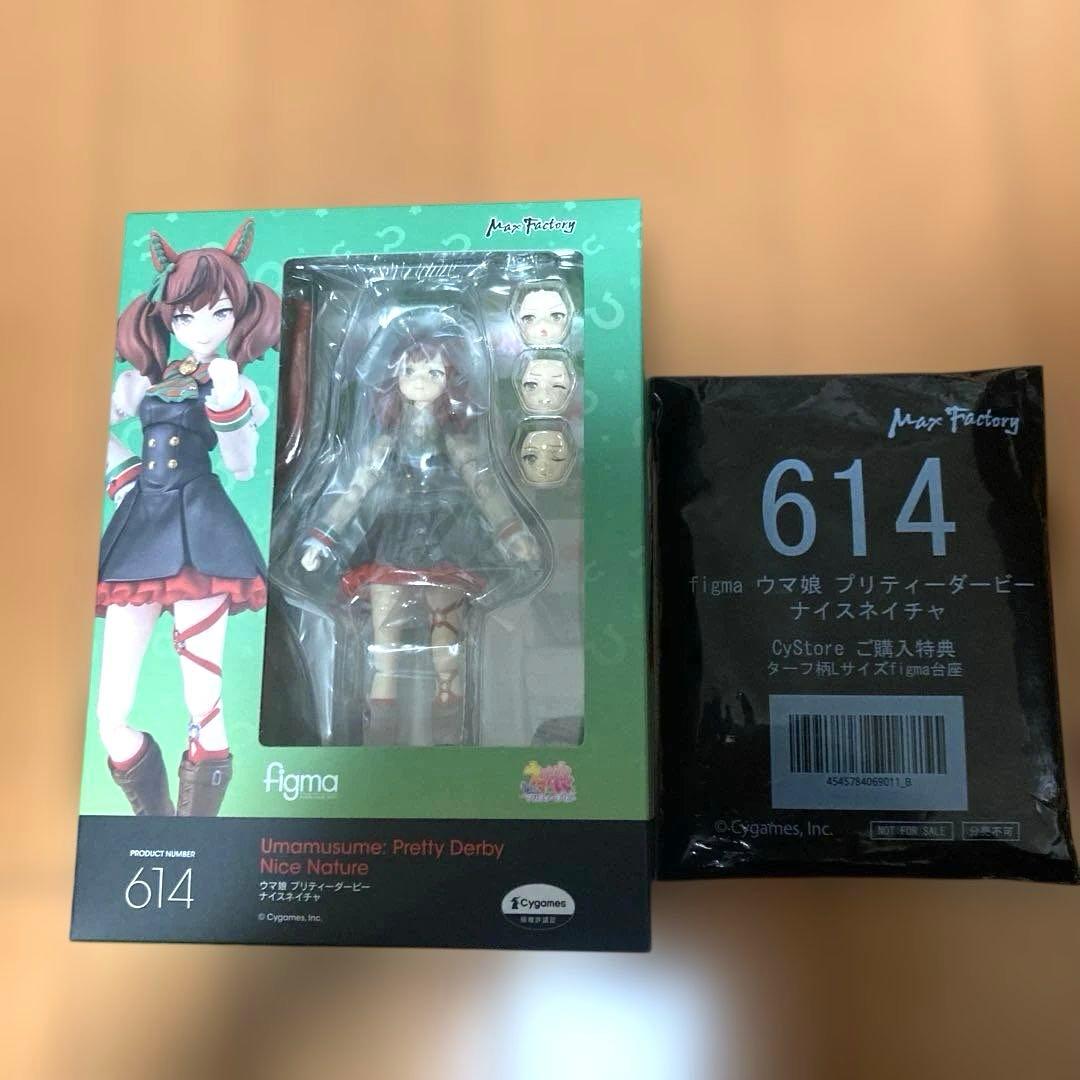 Max Factory
figma
PRODUCT NUMBER
614
Umamusume: Pretty Derby
Nice Nature
ウマ娘 プリティーダービー
ナイスネイチャ
© Cygames, Inc.
Cygames
Max Factory
614
figma ウマ娘 プリティーダービー
ナイスネイチャ
CyStore ご購入特典
ターフ柄Lサイズfigma台座
4545784069011_B
©Cygames, Inc.
NOT FOR SALE
分売不可